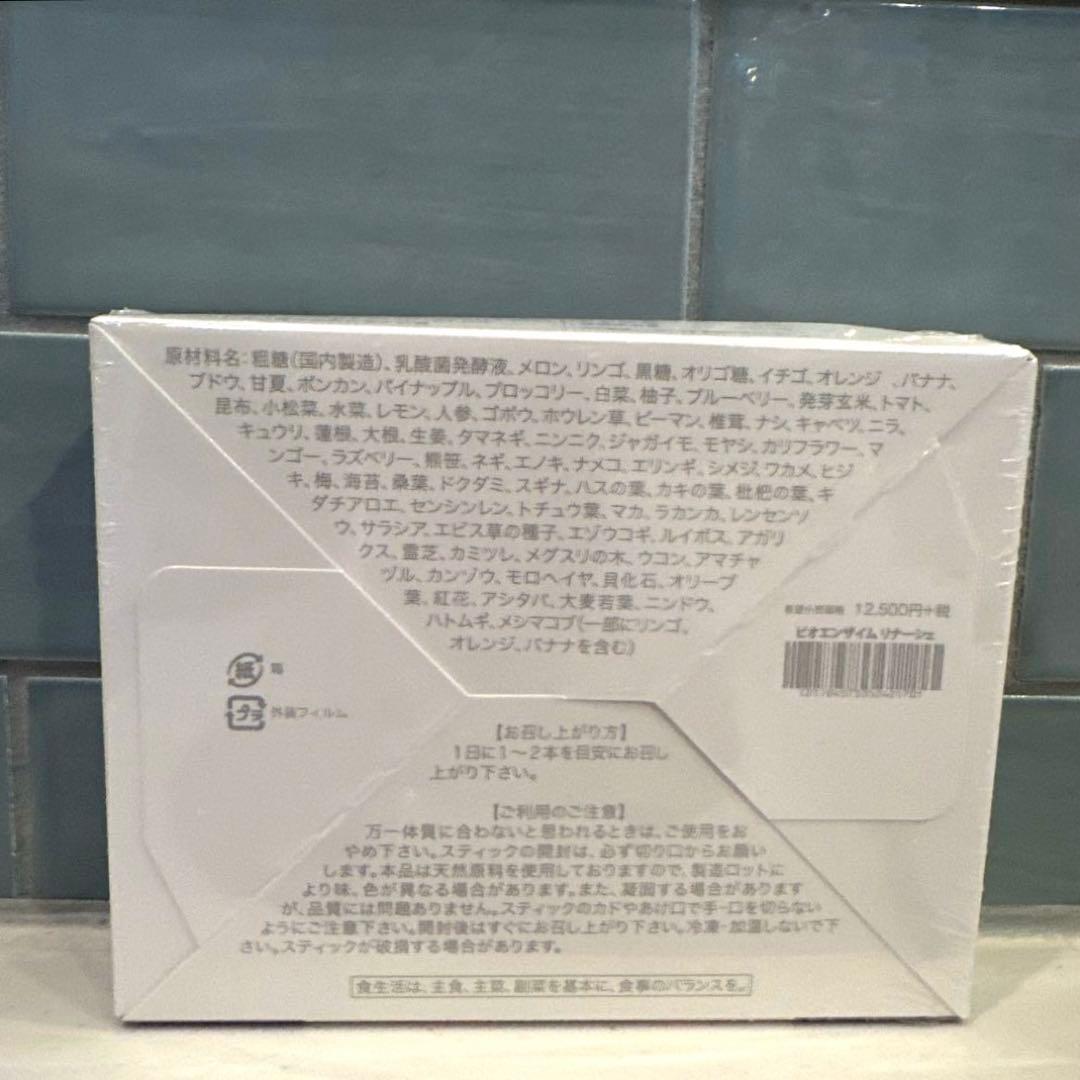 原材料名:粗糖(国内製造)、乳酸菌発酵液、メロン、リンゴ、黒糖、オリゴ糖、イチゴ、オレンジ、バナナ、
ブドウ、甘夏、ポンカン、パイナップル、ブロッコリー、白菜、柚子、ブルーベリー、発芽玄米、トマト、
昆布、小松菜、水菜、レモン、人参、ゴボウ、ホウレン草、ピーマン、椎茸、ナシ、キャベツ、ニラ、
キュウリ、蓮根、大根、生姜、タマネギ、ニンニク、ジャガイモ、モヤシ、カリフラワー、マ
ンゴー、ラズベリー、熊笹、ネギ、エノキ、ナメコ、エリンギ、シメジ、ワカメ、ヒジ
キ、梅、海苔、桑葉、ドクダミ、スギナ、ハスの葉、カキの葉、枇杷の葉、キ
ダチアロエ、センシンレン、トチュウ葉、マカ、ラカンカ、レンセンソ
ウ、サラシア、エビス草の種子、エゾウコギ、ルイボス、アガリ
クス、霊芝、カミツレ、メグスリの木、ウコン、アマチャ
ヅル、カンゾウ、モロヘイヤ、貝化石、オリーブ
葉、紅花、アシタバ、大麦若葉、ニンドウ、
ハトムギ、メシマコブ(一部にリンゴ、
オレンジ、バナナを含む)
希望小売価格 12,500円+税
ビオエンザイム リナーシェ
紙 箱
プラ 外装フィルム
【お召し上がり方】
1日に1~2本を目安にお召し
上がり下さい。
【ご利用のご注意】
万一体質に合わないと思われるときは、ご使用をお
やめ下さい。スティックの開封は、必ず切り口からお願い
します。本品は天然原料を使用しておりますので、製造ロットに
より味、色が異なる場合があります。また、凝固する場合があります
が、品質には問題ありません。スティックのカドやあけ口で手・口を切らない
ようにご注意下さい。開封後はすぐにお召し上がり下さい。冷凍・加温しないで下
さい。スティックが破損する場合があります。
食生活は、主食、主菜、副菜を基本に、食事のバランスを。